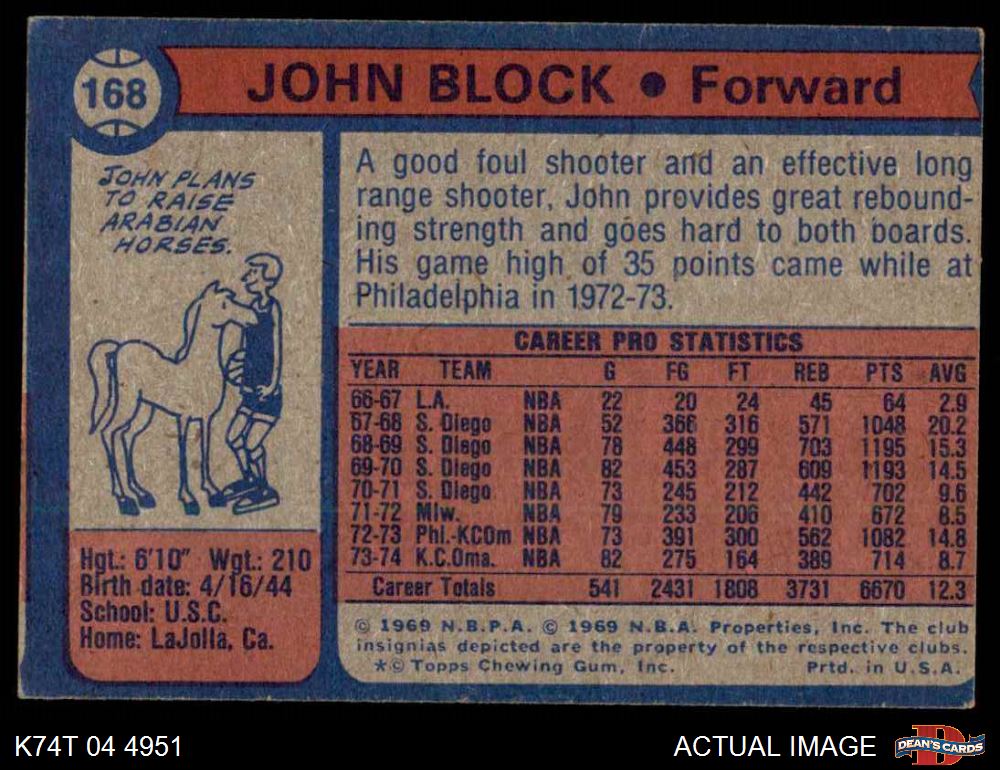 168
JOHN BLOCK • Forward
JOHN PLANS
TO RAISE
ARABIAN
HORSES.
Hgt.: 6'10" Wgt.: 210
Birth date: 4/16/44
School: U.S.C.
Home: LaJolla, Ca.
A good foul shooter and an effective long
range shooter, John provides great rebound-
ing strength and goes hard to both boards.
His game high of 35 points came while at
Philadelphia in 1972-73.
CAREER PRO STATISTICS
YEAR TEAM G FG FT REB PTS AVG
66-67 L.A. NBA 22 20 24 45 64 2.9
67-68 S. Diego NBA 52 366 316 571 1048 20.2
68-69 S. Diego NBA 78 448 299 703 1195 15.3
69-70 S. Diego NBA 82 453 287 609 1193 14.5
70-71 S. Diego NBA 73 245 212 442 702 9.6
71-72 Mlw. NBA 79 233 206 410 672 8.5
72-73 Phl.-KCOm NBA 73 391 300 562 1082 14.8
73-74 K.C.Oma. NBA 82 275 164 389 714 8.7
Career Totals 541 2431 1808 3731 6670 12.3
© 1969 N.B.P.A. © 1969 N.B.A. Properties, Inc. The club
insignias depicted are the property of the respective clubs.
*© Topps Chewing Gum, Inc. Prtd. in U.S.A.
K74T 04 4951
ACTUAL IMAGE
D
DEAN'S CARDS